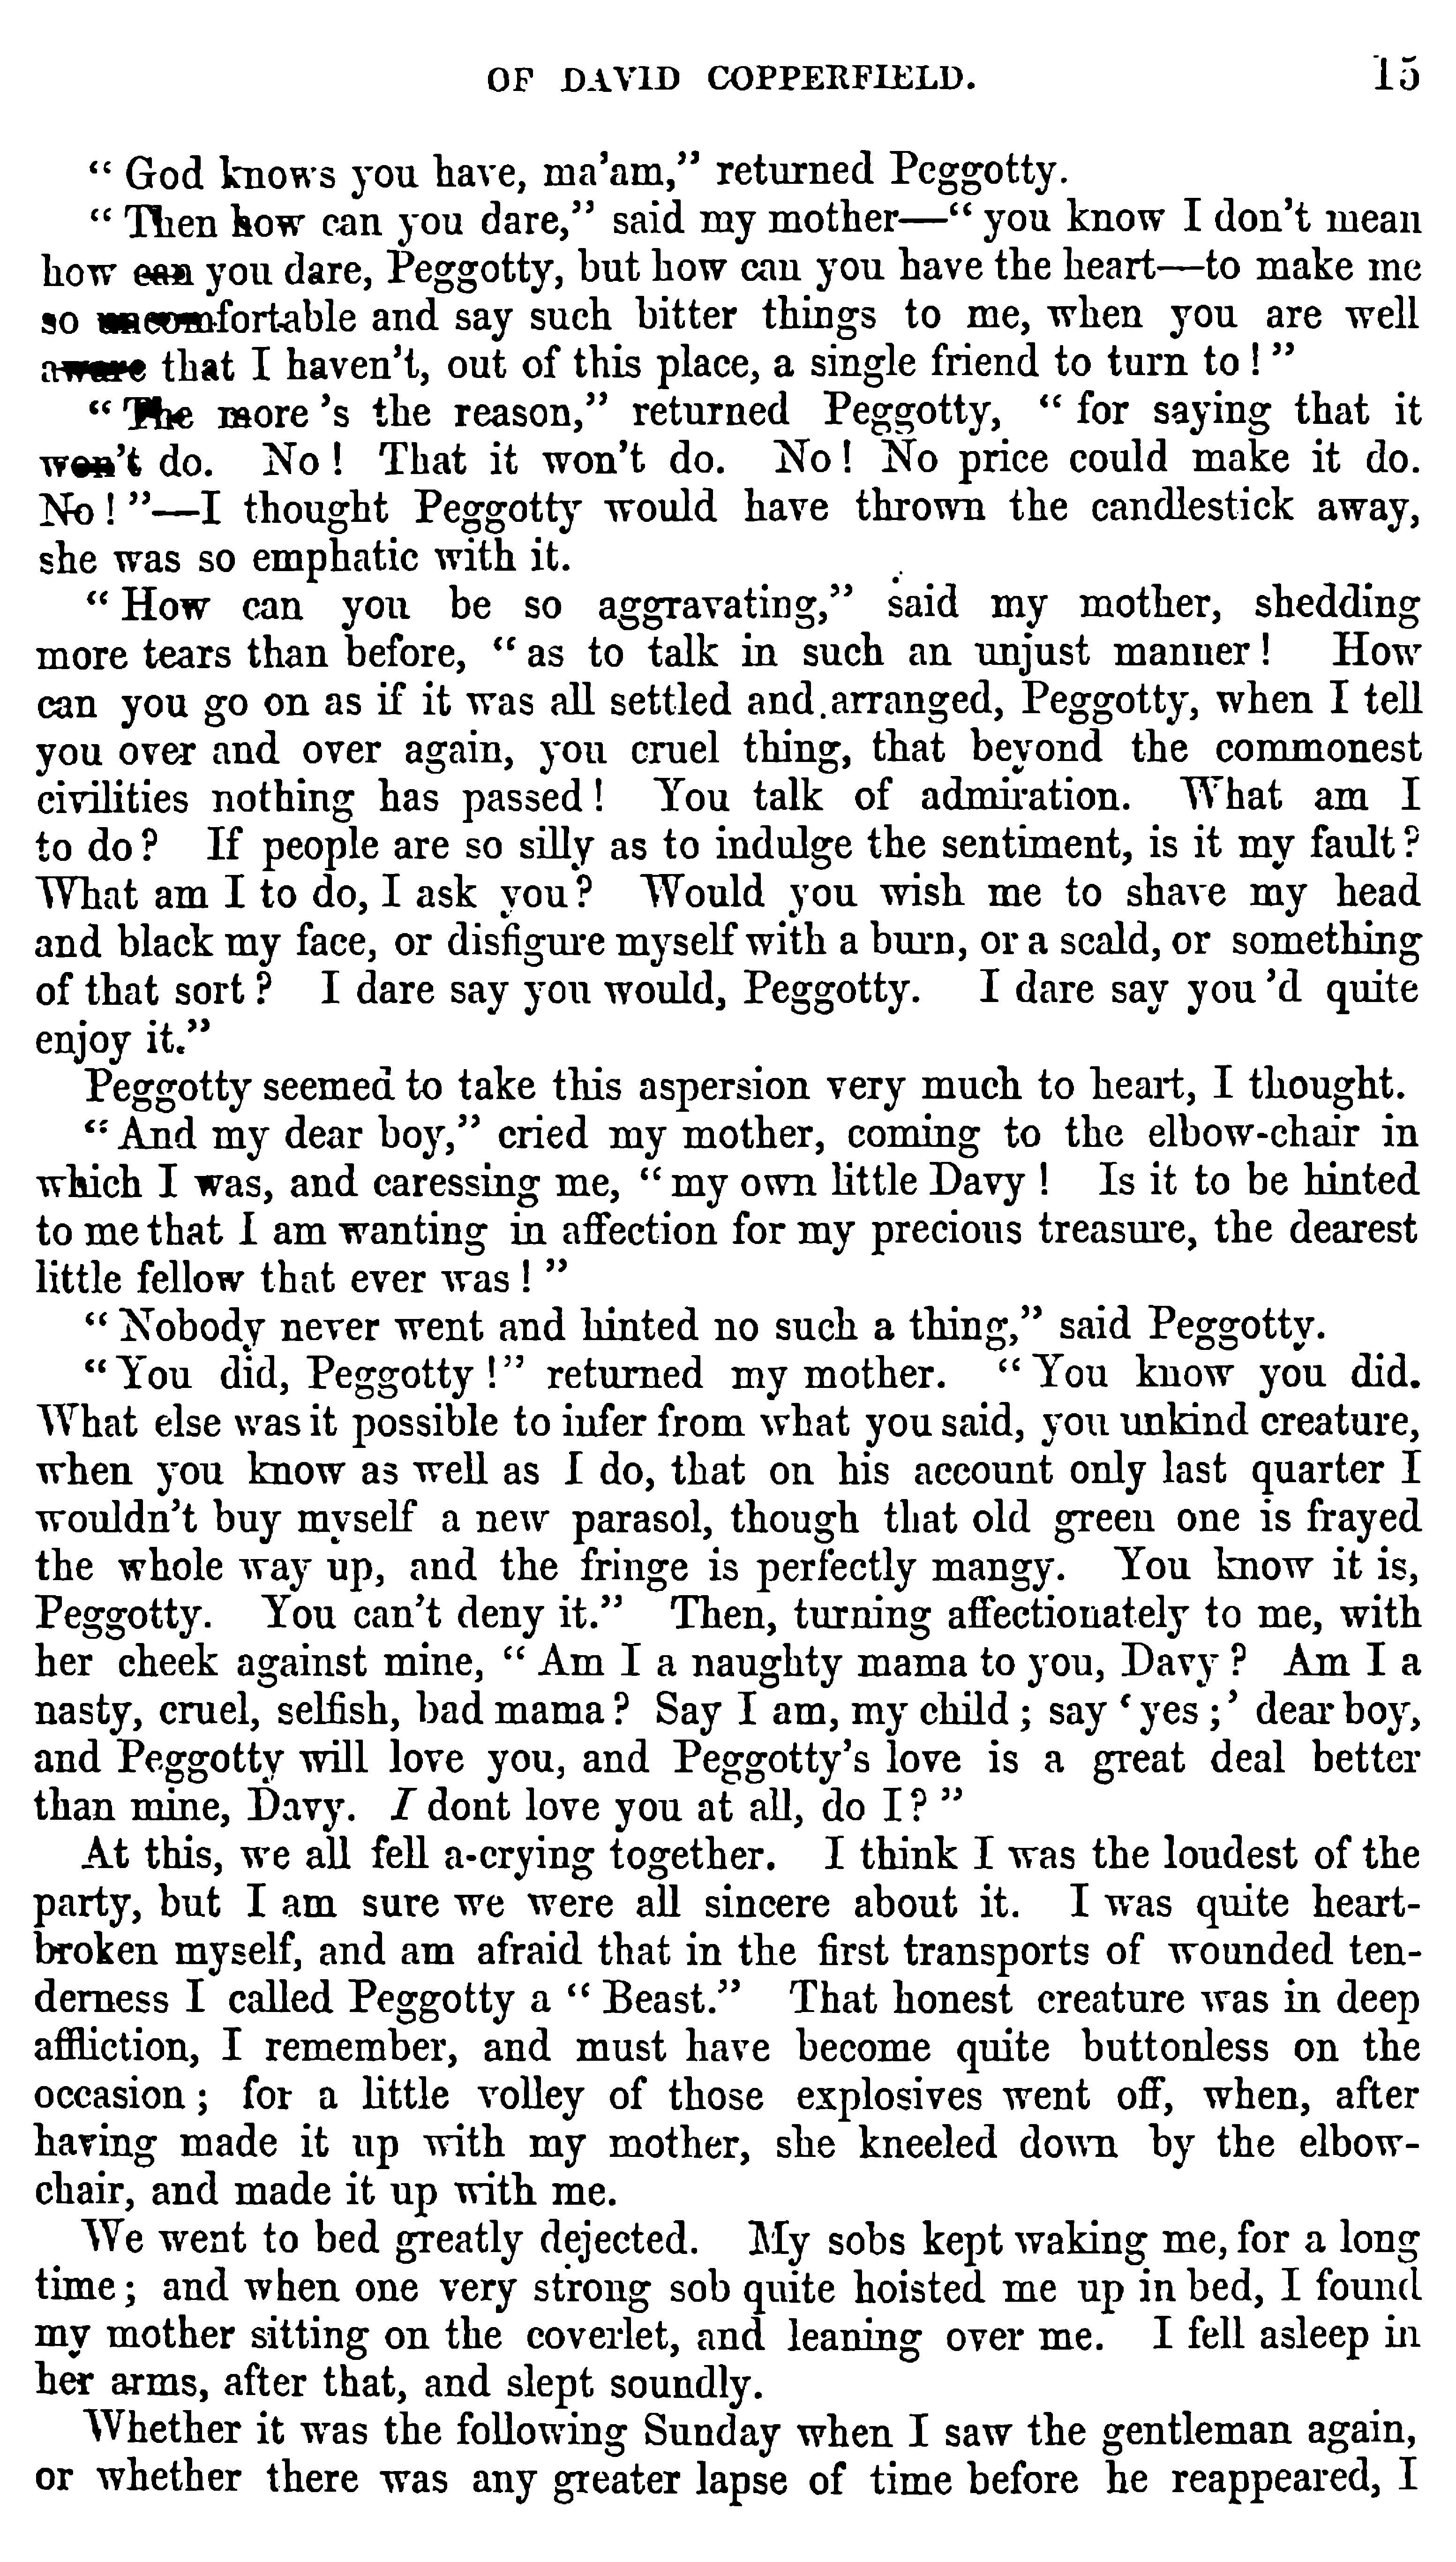 OF DAVID COPPERFIELD. 15
“ God knows you have, ma’am,” returned Peggotty.
“ Then how can you dare,” said my mother—“ you know I don’t mean
how can you dare, Peggotty, but how can you have the heart—to make me
so uncomfortable and say such bitter things to me, when you are well
aware that I haven’t, out of this place, a single friend to turn to ! ”
“ The more ’s the reason,” returned Peggotty, “ for saying that it
won’t do. No ! That it won’t do. No ! No price could make it do.
No ! ”—I thought Peggotty would have thrown the candlestick away,
she was so emphatic with it.
“ How can you be so aggravating,” said my mother, shedding
more tears than before, “ as to talk in such an unjust manner ! How
can you go on as if it was all settled and arranged, Peggotty, when I tell
you over and over again, you cruel thing, that beyond the commonest
civilities nothing has passed ! You talk of admiration. What am I
to do ? If people are so silly as to indulge the sentiment, is it my fault ?
What am I to do, I ask you ? Would you wish me to shave my head
and black my face, or disfigure myself with a burn, or a scald, or something
of that sort ? I dare say you would, Peggotty. I dare say you ’d quite
enjoy it.”
Peggotty seemed to take this aspersion very much to heart, I thought.
“ And my dear boy,” cried my mother, coming to the elbow-chair in
which I was, and caressing me, “ my own little Davy ! Is it to be hinted
to me that I am wanting in affection for my precious treasure, the dearest
little fellow that ever was ! ”
“ Nobody never went and hinted no such a thing,” said Peggotty.
“ You did, Peggotty ! ” returned my mother. “ You know you did.
What else was it possible to infer from what you said, you unkind creature,
when you know as well as I do, that on his account only last quarter I
wouldn’t buy myself a new parasol, though that old green one is frayed
the whole way up, and the fringe is perfectly mangy. You know it is,
Peggotty. You can’t deny it.” Then, turning affectionately to me, with
her cheek against mine, “ Am I a naughty mama to you, Davy ? Am I a
nasty, cruel, selfish, bad mama ? Say I am, my child ; say ‘ yes ; ’ dear boy,
and Peggotty will love you, and Peggotty’s love is a great deal better
than mine, Davy. I dont love you at all, do I ? ”
At this, we all fell a-crying together. I think I was the loudest of the
party, but I am sure we were all sincere about it. I was quite heart-
broken myself, and am afraid that in the first transports of wounded ten-
derness I called Peggotty a “ Beast.” That honest creature was in deep
affliction, I remember, and must have become quite buttonless on the
occasion ; for a little volley of those explosives went off, when, after
having made it up with my mother, she kneeled down by the elbow-
chair, and made it up with me.
We went to bed greatly dejected. My sobs kept waking me, for a long
time ; and when one very strong sob quite hoisted me up in bed, I found
my mother sitting on the coverlet, and leaning over me. I fell asleep in
her arms, after that, and slept soundly.
Whether it was the following Sunday when I saw the gentleman again,
or whether there was any greater lapse of time before he reappeared, I